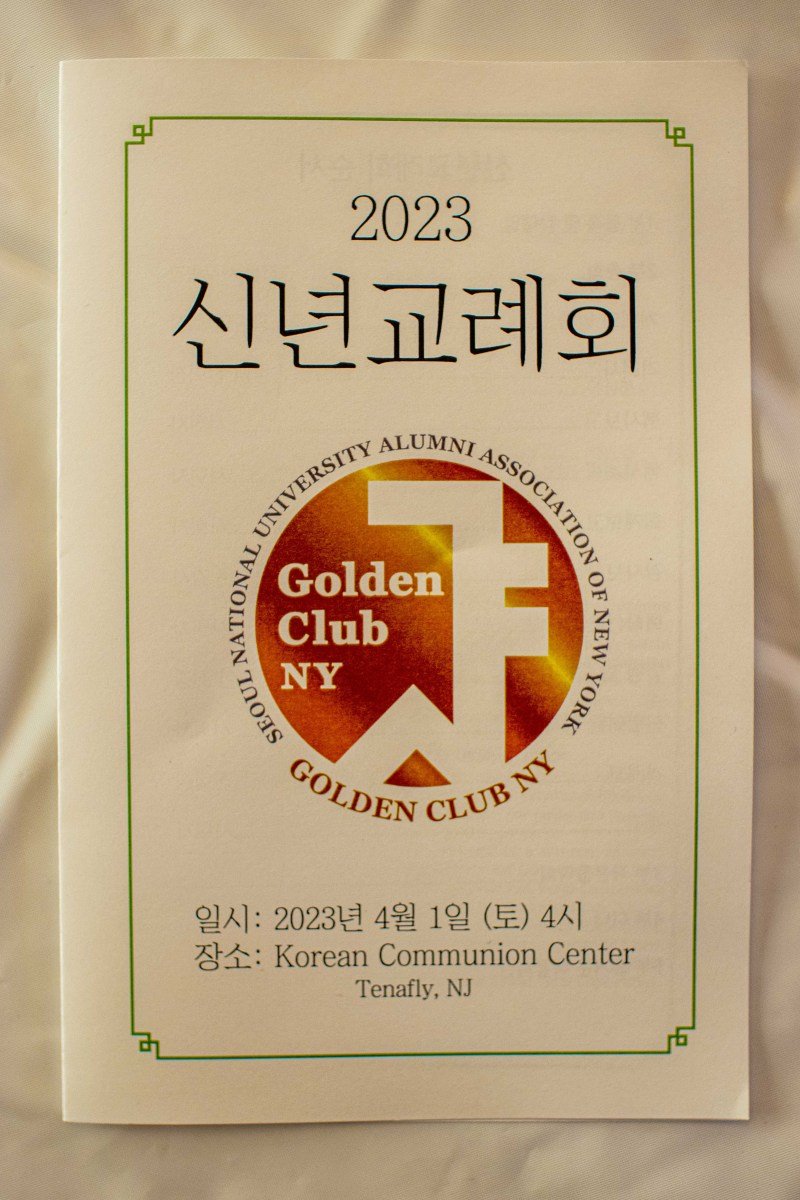 2023
신년교례회
SEOUL NATIONAL UNIVERSITY ALUMNI ASSOCIATION OF NEW YORK
Golden
Club
NY
GOLDEN CLUB NY
일시: 2023년 4월 1일 (토) 4시
장소: Korean Communion Center
Tenafly, NJ